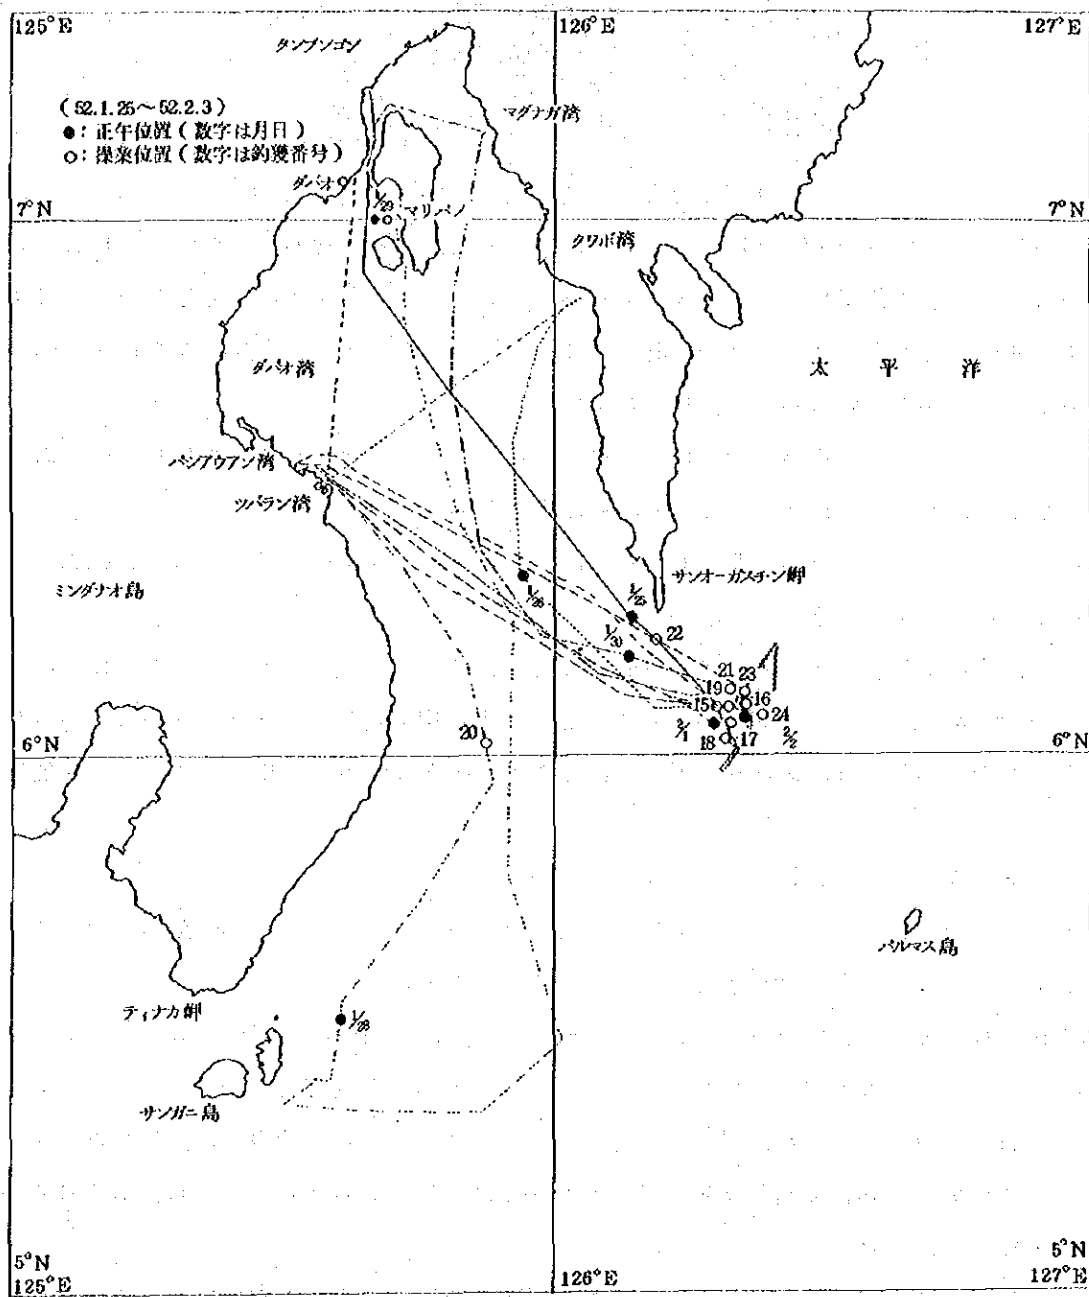 125°E
126°E
127°E
タンブンゴン
(52.1.25~52.2.3)
●: 正午位置(数字は月日)
○: 操業位置(数字は釣獲番号)
マグナガ湾
ダバオ
1/29
マリパノ
7°N
7°N
クワボ湾
ダバオ湾
太平洋
パンアウアン湾
ツバラン湾
サンオーガスチン岬
ミンダナオ島
1/26
1/25
1/30
22
21
23
19
16
15
24
2/1
2/2
18
17
20
6°N
6°N
パルマス島
ティナカ岬
1/28
サンガニ島
5°N
5°N
125°E
126°E
127°E